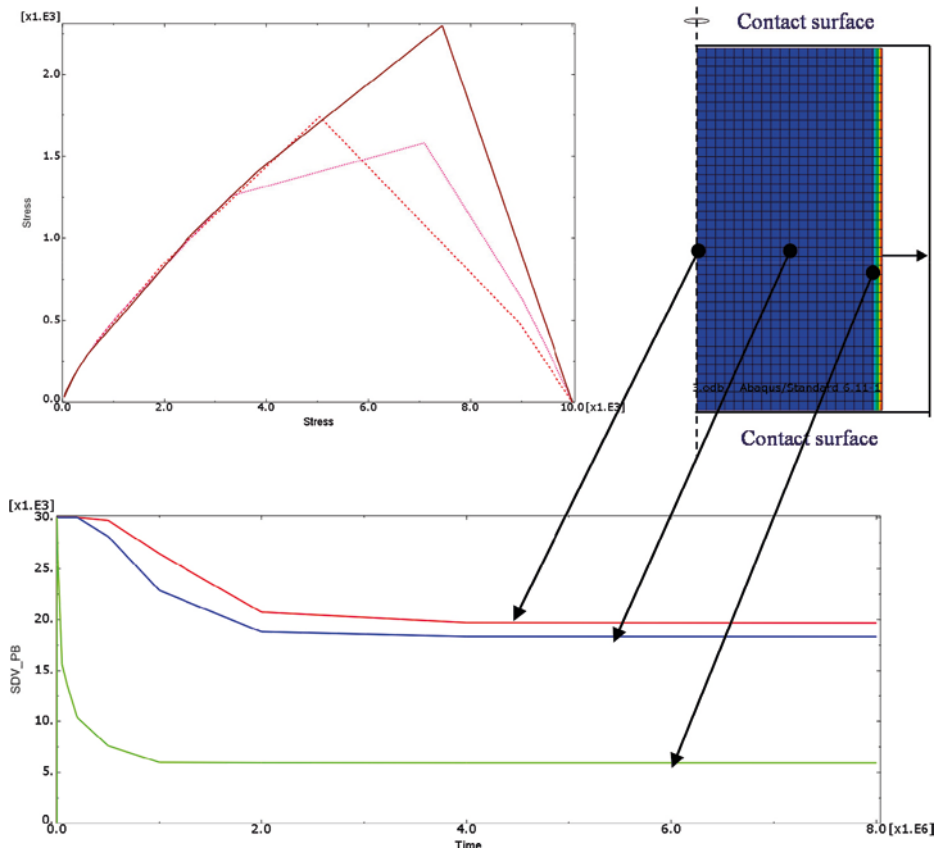 [x1.E3]
2.0
1.5
1.0
0.5
0.0
Stress
0.0 2.0 4.0 6.0 8.0 10.0 [x1.E3]
Stress
Contact surface
3.odb Abaqus/Standard 6.11-1
Contact surface
[x1.E3]
30.
25.
20.
15.
10.
5.
0.
SDV_PB
0.0 2.0 4.0 6.0 8.0 [x1.E6]
Time